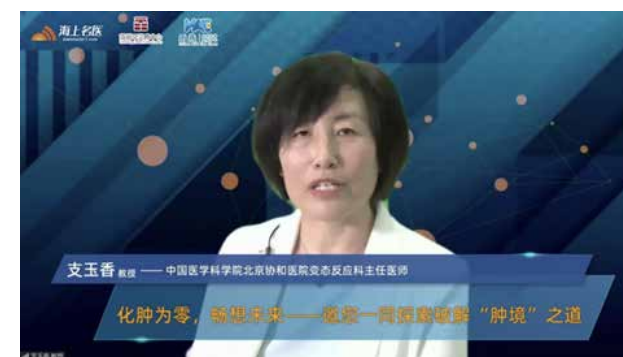 海上名医
支玉香 教授 —— 中国医学科学院北京协和医院变态反应科主任医师
化肿为零，畅想未来——邀您一同探索破解“肿境”之道